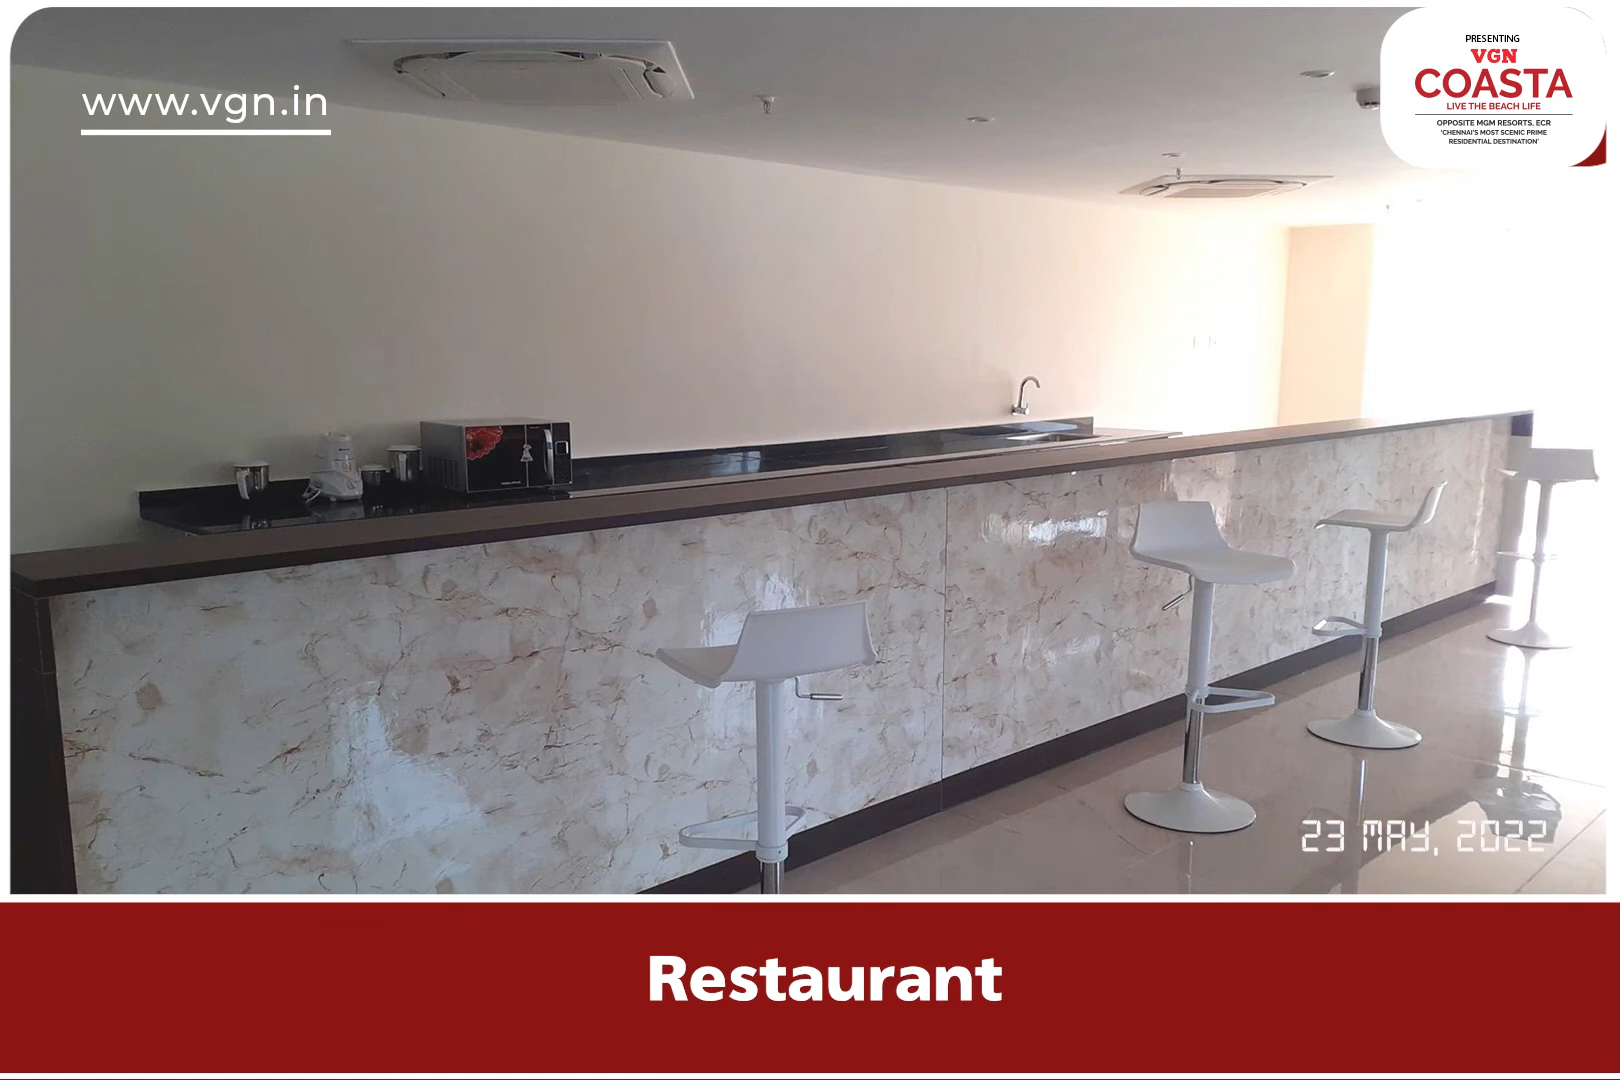 www.vgn.in
PRESENTING
VGN
COASTA
LIVE THE BEACH LIFE
OPPOSITE MGM RESORTS, ECR
'CHENNAI'S MOST SCENIC PRIME
RESIDENTIAL DESTINATION'
23 MAY, 2022
Restaurant